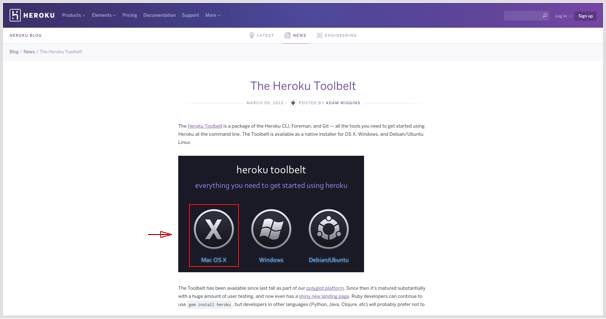 HEROKU
Products
Elements
Pricing
Documentation
Support
More
Log in
Sign up
HEROKU BLOG
LATEST
NEWS
ENGINEERING
Blog / News / The Heroku Toolbelt
The Heroku Toolbelt
MARCH 09, 2012
POSTED BY ADAM WIGGINS
The Heroku Toolbelt is a package of the Heroku CLI, Foreman, and Git — all the tools you need to get started using
Heroku at the command line. The Toolbelt is available as a native installer for OS X, Windows, and Debian/Ubuntu
Linux.
heroku toolbelt
everything you need to get started using heroku
X
Mac OS X
Windows
Debian/Ubuntu
The Toolbelt has been available since last fall as part of our polyglot platform. Since then it's matured substantially
with a huge amount of user testing, and now even has a shiny new landing page. Ruby developers can continue to
use gem install heroku, but developers in other languages (Python, Java, Clojure, etc) will probably prefer not to